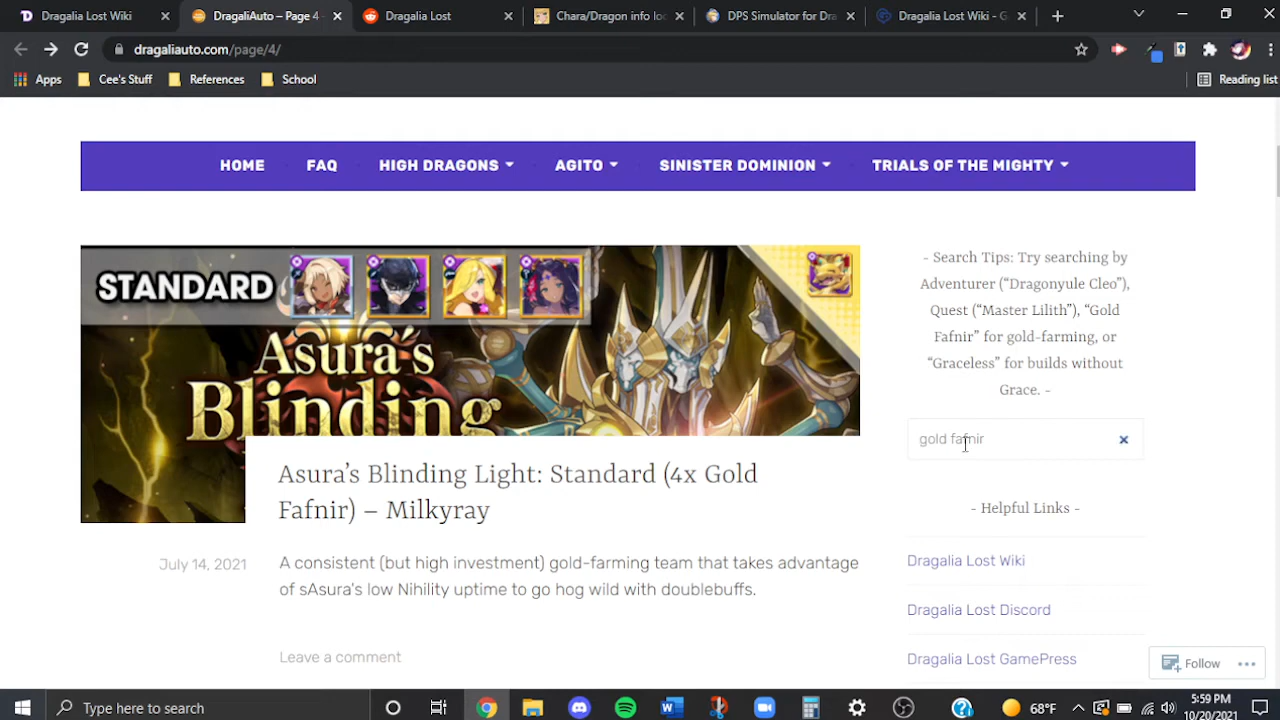 Dragalia Lost Wiki
DragaliAuto – Page 4
Dragalia Lost
Chara/Dragon info lo
DPS Simulator for Dra
Dragalia Lost Wiki - G
dragaliauto.com/page/4/
Apps
Cee's Stuff
References
School
Reading list
HOME
FAQ
HIGH DRAGONS
AGITO
SINISTER DOMINION
TRIALS OF THE MIGHTY
STANDARD
Asura's
Blinding
Asura's Blinding Light: Standard (4x Gold
Fafnir) – Milkyray
July 14, 2021
A consistent (but high investment) gold-farming team that takes advantage
of sAsura's low Nihility uptime to go hog wild with doublebuffs.
Leave a comment
- Search Tips: Try searching by
Adventurer ("Dragonyule Cleo"),
Quest ("Master Lilith"), "Gold
Fafnir" for gold-farming, or
"Graceless" for builds without
Grace. -
gold fafnir
- Helpful Links -
Dragalia Lost Wiki
Dragalia Lost Discord
Dragalia Lost GamePress
Follow
Type here to search
68°F
5:59 PM
10/20/2021